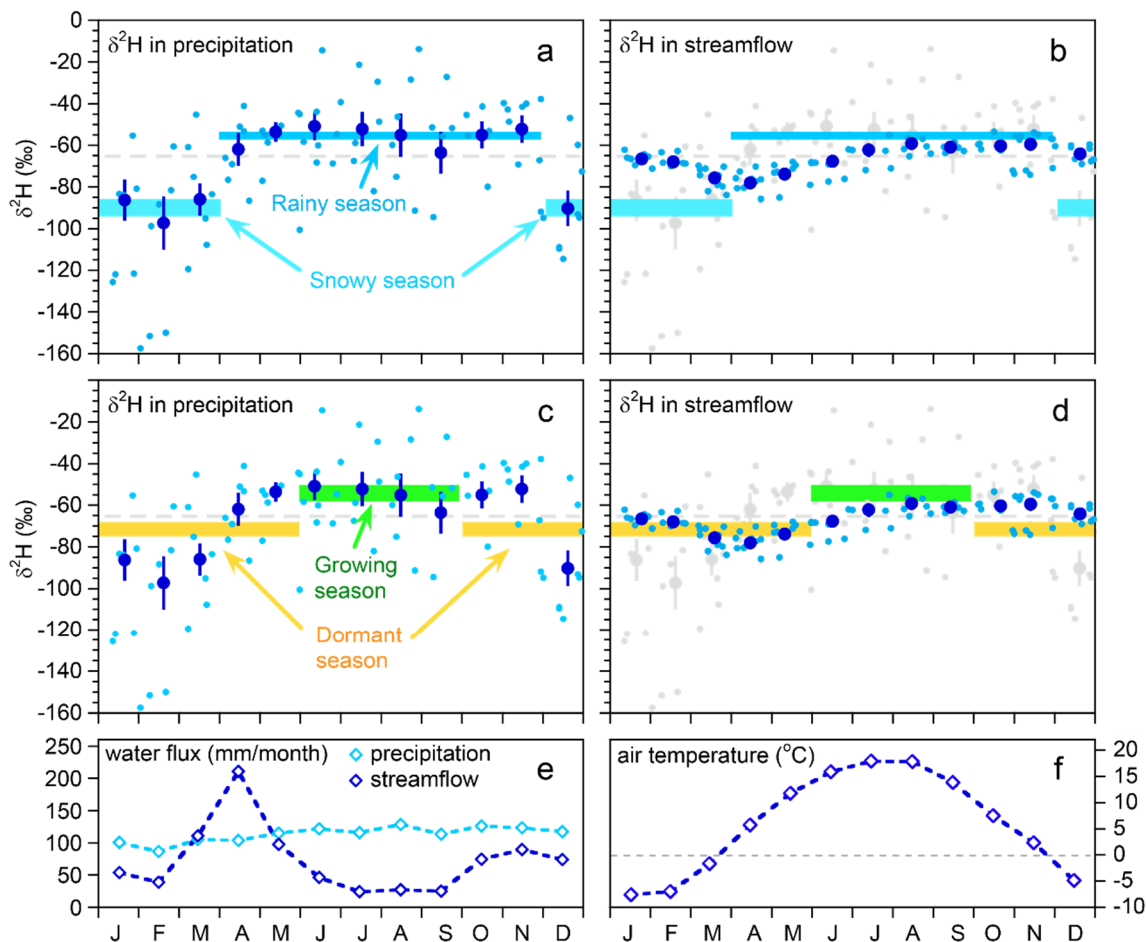 δ²H in precipitation
a
δ²H in streamflow
b
0
-20
-40
-60
-80
-100
-120
-140
-160
δ²H (‰)
Rainy season
Snowy season
δ²H in precipitation
c
δ²H in streamflow
d
-20
-40
-60
-80
-100
-120
-140
-160
δ²H (‰)
Growing
season
Dormant
season
water flux (mm/month)
precipitation
streamflow
e
250
200
150
100
50
0
J F M A M J J A S O N D
air temperature (°C)
f
20
15
10
5
0
-5
-10
J F M A M J J A S O N D